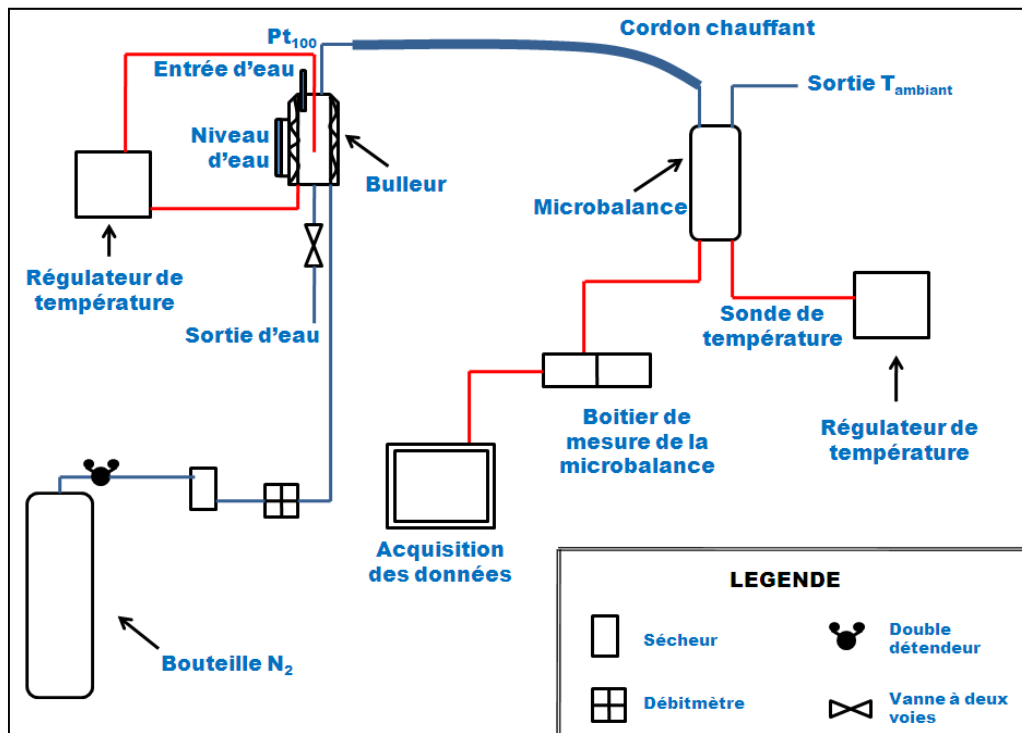 Cordon chauffant
Pt100
Entrée d'eau
Sortie Tambiant
Niveau
d'eau
Bulleur
Microbalance
Régulateur de
température
Sortie d'eau
Sonde de
température
Boitier de
mesure de la
microbalance
Régulateur de
température
Acquisition
des données
Bouteille N2
LEGENDE
Sécheur
Double
détendeur
Débitmètre
Vanne à deux
voies